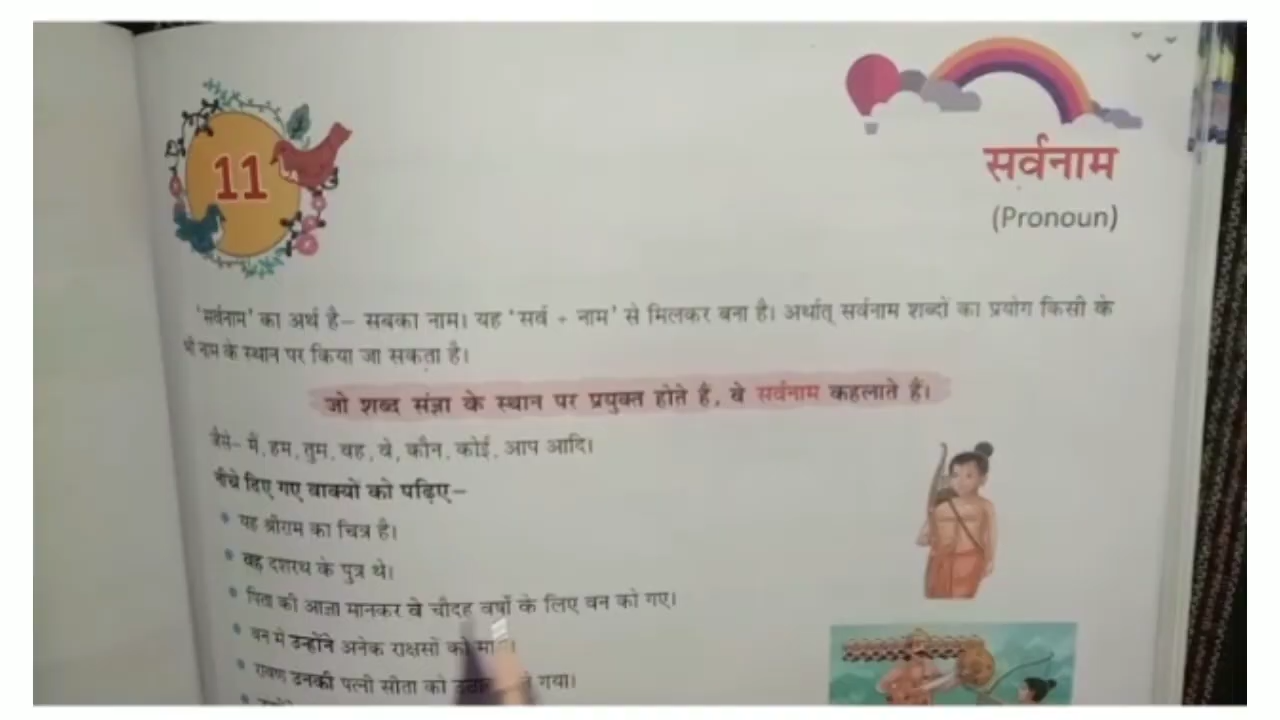 11
सर्वनाम
(Pronoun)
'सर्वनाम' का अर्थ है– सबका नाम। यह 'सर्व + नाम' से मिलकर बना है। अर्थात् सर्वनाम शब्दों का प्रयोग किसी के
भी नाम के स्थान पर किया जा सकता है।
जो शब्द संज्ञा के स्थान पर प्रयुक्त होते हैं, वे सर्वनाम कहलाते हैं।
जैसे– मैं, हम, तुम, वह, वे, कौन, कोई, आप आदि।
नीचे दिए गए वाक्यों को पढ़िए–
यह श्रीराम का चित्र है।
वह दशरथ के पुत्र थे।
पिता की आज्ञा मानकर वे चौदह वर्षों के लिए वन को गए।
वन में उन्होंने अनेक राक्षसों को
रावण उनकी पत्नी सीता को गया।